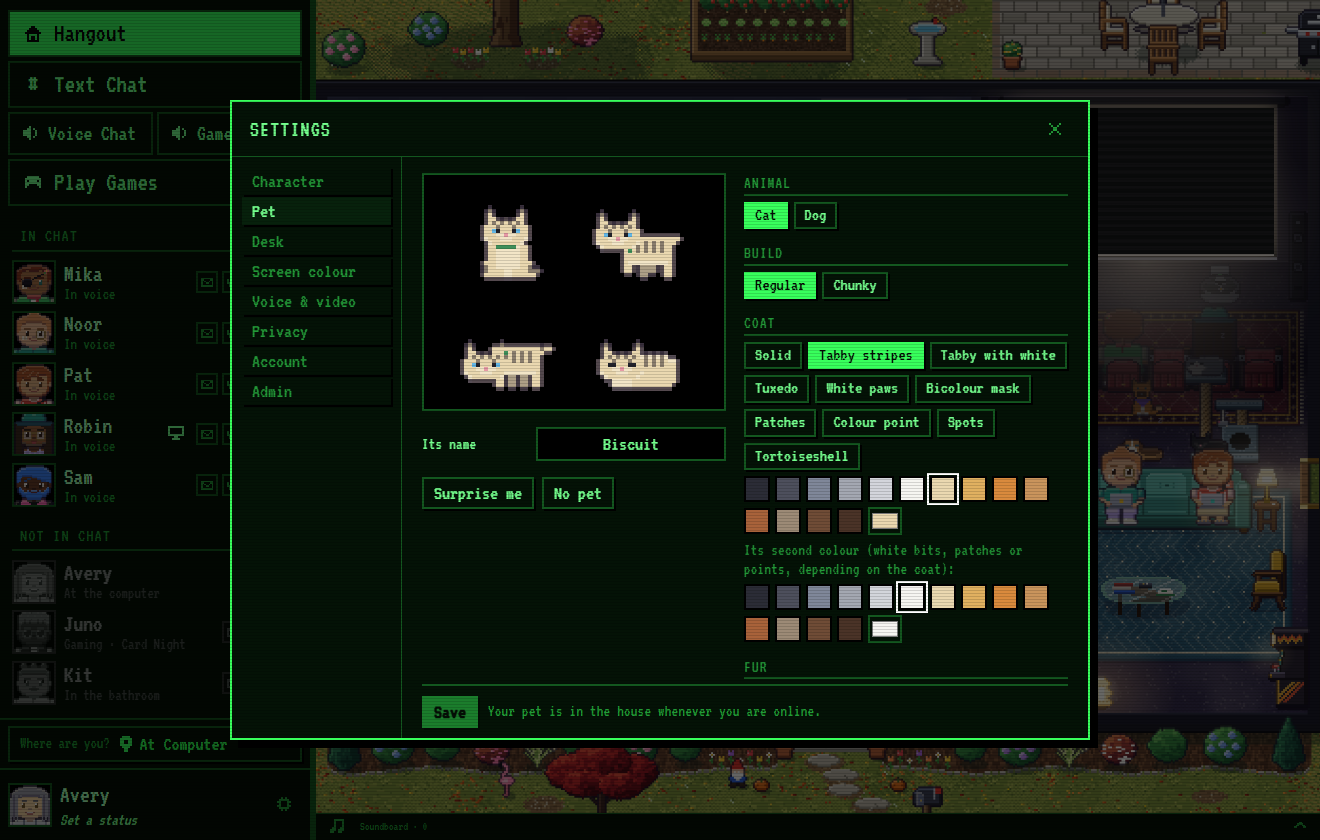 Hangout
Text Chat
Voice Chat
Game
Play Games
IN CHAT
Mika
In voice
Noor
In voice
Pat
In voice
Robin
In voice
Sam
In voice
NOT IN CHAT
Avery
At the computer
Juno
Gaming · Card Night
Kit
In the bathroom
Where are you? At Computer
Avery
Set a status
SETTINGS
Character
Pet
Desk
Screen colour
Voice & video
Privacy
Account
Admin
Its name
Biscuit
Surprise me
No pet
ANIMAL
Cat
Dog
BUILD
Regular
Chunky
COAT
Solid
Tabby stripes
Tabby with white
Tuxedo
White paws
Bicolour mask
Patches
Colour point
Spots
Tortoiseshell
Its second colour (white bits, patches or
points, depending on the coat):
FUR
Save
Your pet is in the house whenever you are online.
Soundboard ·